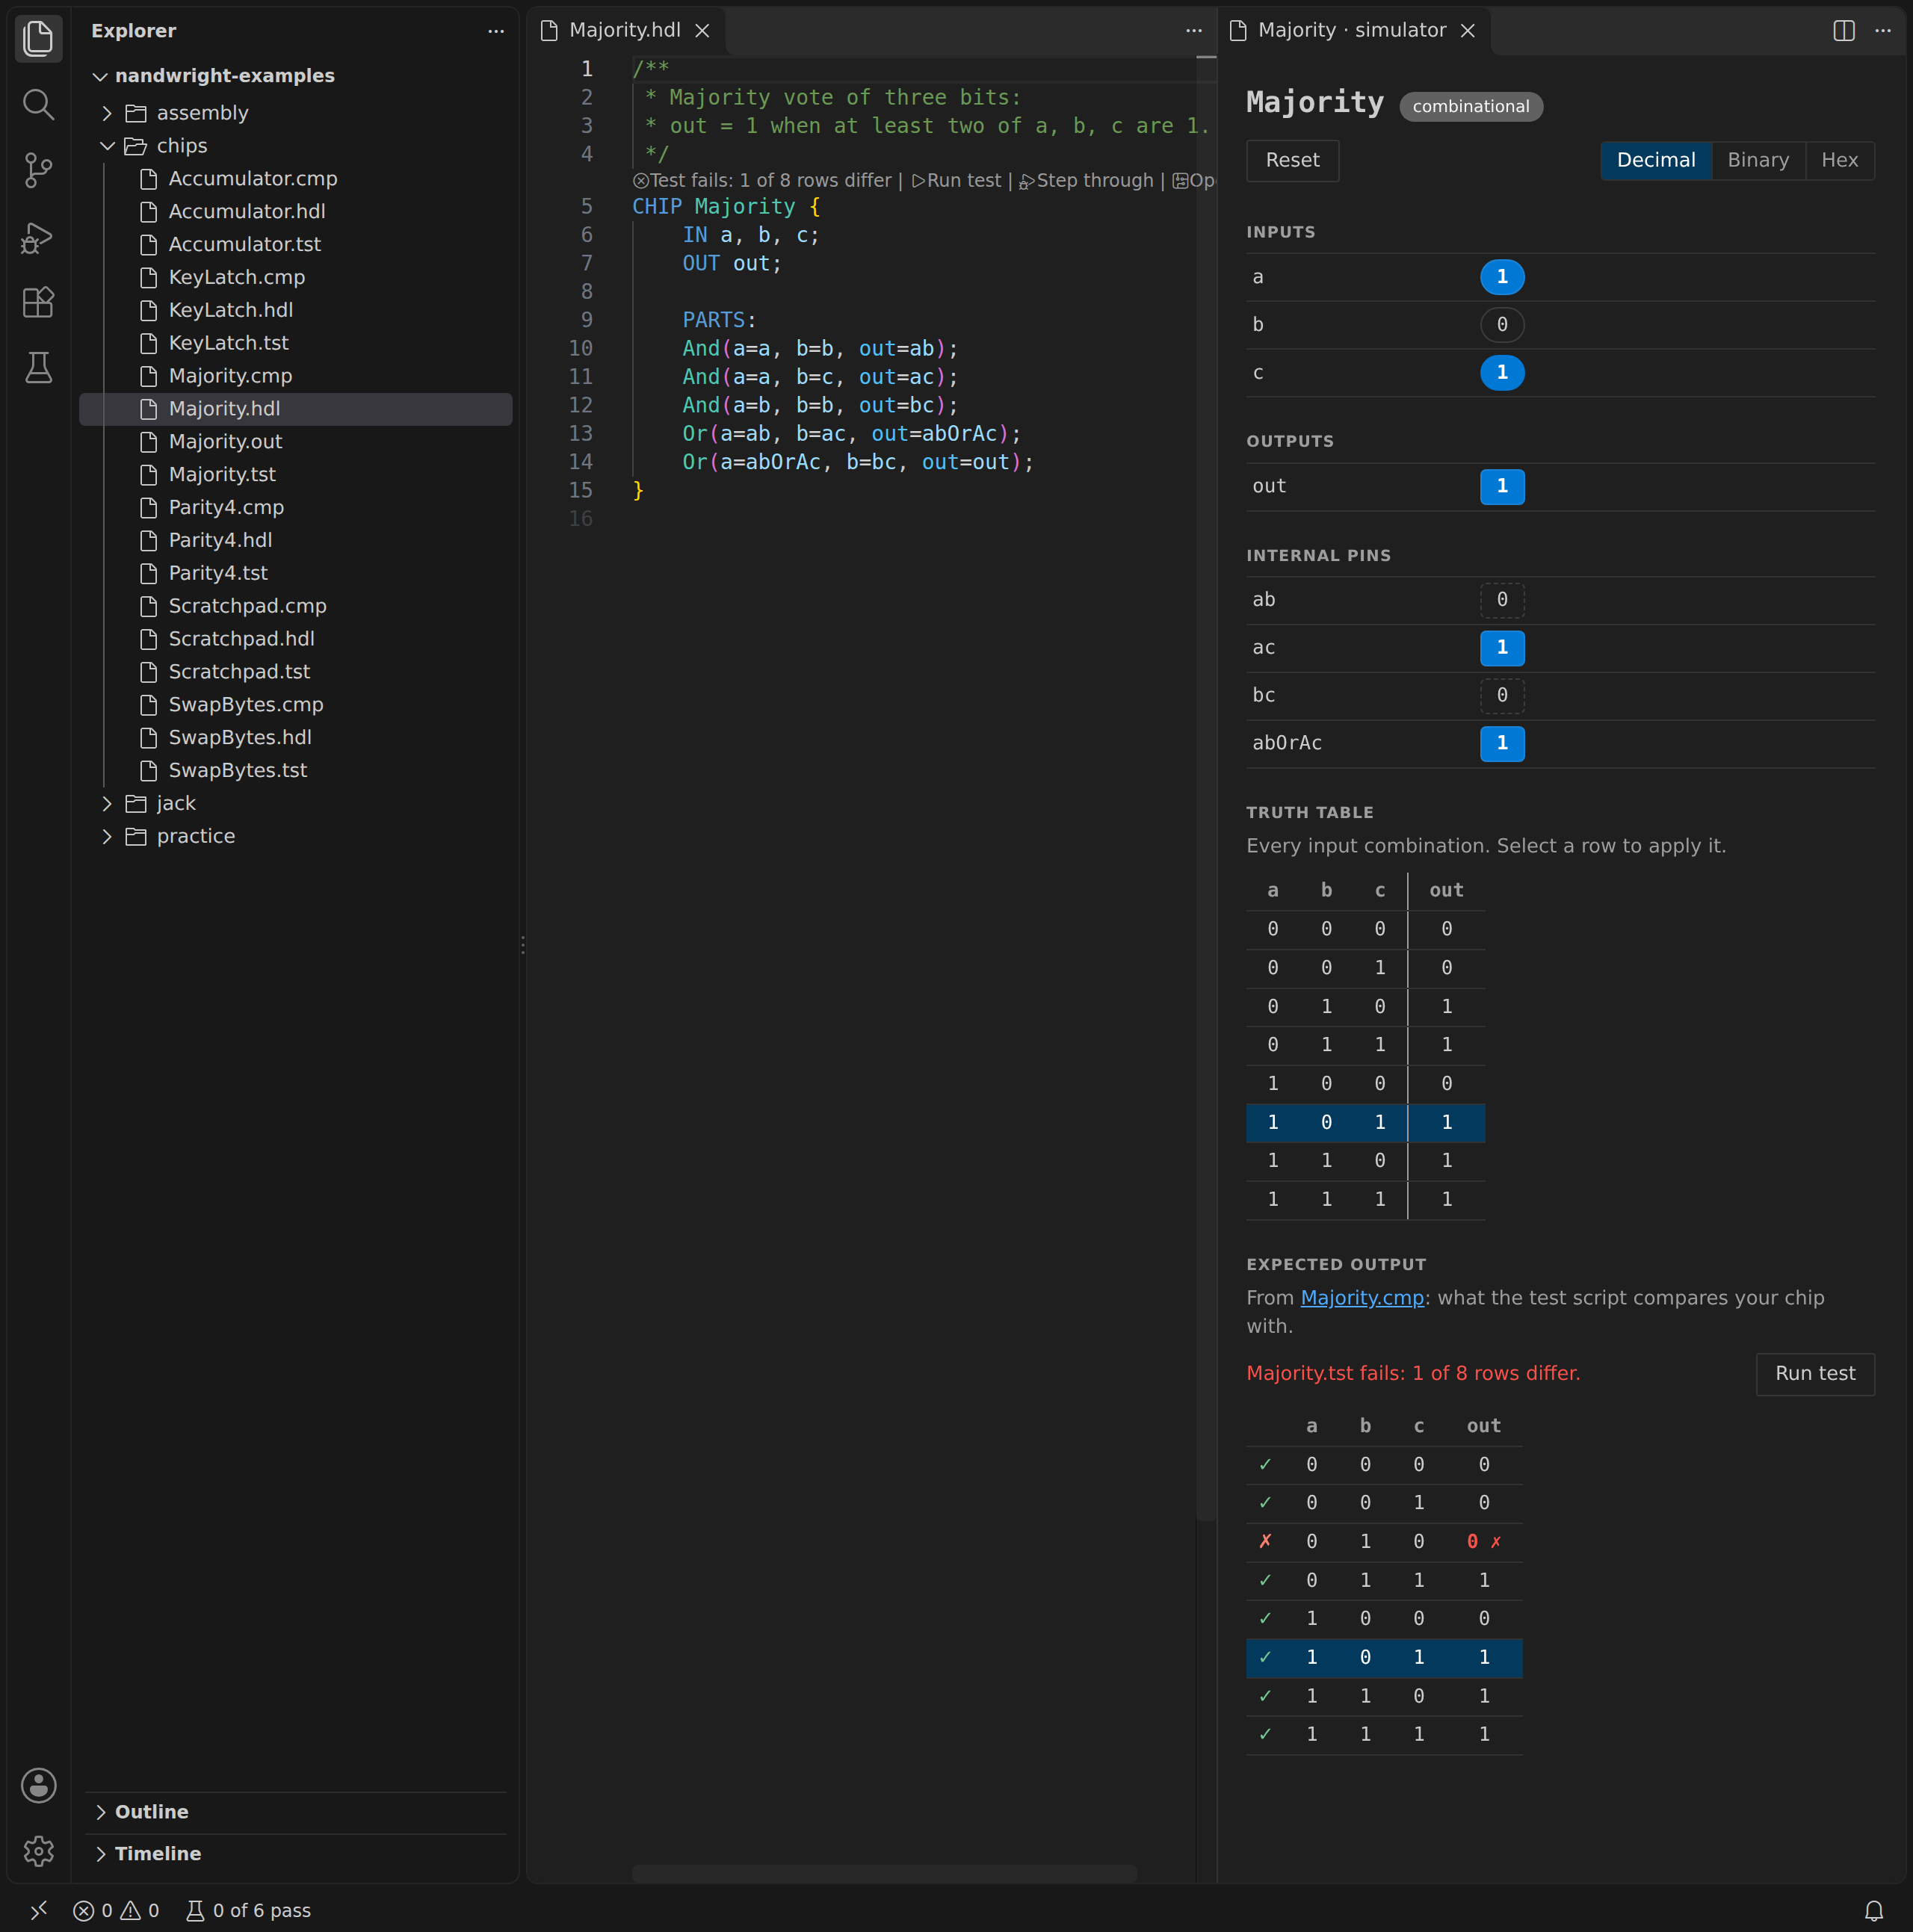 Explorer
nandwright-examples
assembly
chips
Accumulator.cmp
Accumulator.hdl
Accumulator.tst
KeyLatch.cmp
KeyLatch.hdl
KeyLatch.tst
Majority.cmp
Majority.hdl
Majority.out
Majority.tst
Parity4.cmp
Parity4.hdl
Parity4.tst
Scratchpad.cmp
Scratchpad.hdl
Scratchpad.tst
SwapBytes.cmp
SwapBytes.hdl
SwapBytes.tst
jack
practice
Outline
Timeline
Majority.hdl
1 /**
2  * Majority vote of three bits:
3  * out = 1 when at least two of a, b, c are 1.
4  */
Test fails: 1 of 8 rows differ | Run test | Step through | Op
5 CHIP Majority {
6     IN a, b, c;
7     OUT out;
8
9     PARTS:
10     And(a=a, b=b, out=ab);
11     And(a=a, b=c, out=ac);
12     And(a=b, b=b, out=bc);
13     Or(a=ab, b=ac, out=abOrAc);
14     Or(a=abOrAc, b=bc, out=out);
15 }
16
Majority · simulator
Majority combinational
Reset Decimal Binary Hex
INPUTS
a 1
b 0
c 1
OUTPUTS
out 1
INTERNAL PINS
ab 0
ac 1
bc 0
abOrAc 1
TRUTH TABLE
Every input combination. Select a row to apply it.
a b c out
0 0 0 0
0 0 1 0
0 1 0 1
0 1 1 1
1 0 0 0
1 0 1 1
1 1 0 1
1 1 1 1
EXPECTED OUTPUT
From Majority.cmp: what the test script compares your chip
with.
Majority.tst fails: 1 of 8 rows differ. Run test
a b c out
✓ 0 0 0 0
✓ 0 0 1 0
✗ 0 1 0 0 ✗
✓ 0 1 1 1
✓ 1 0 0 0
✓ 1 0 1 1
✓ 1 1 0 1
✓ 1 1 1 1
0 0 0 of 6 pass